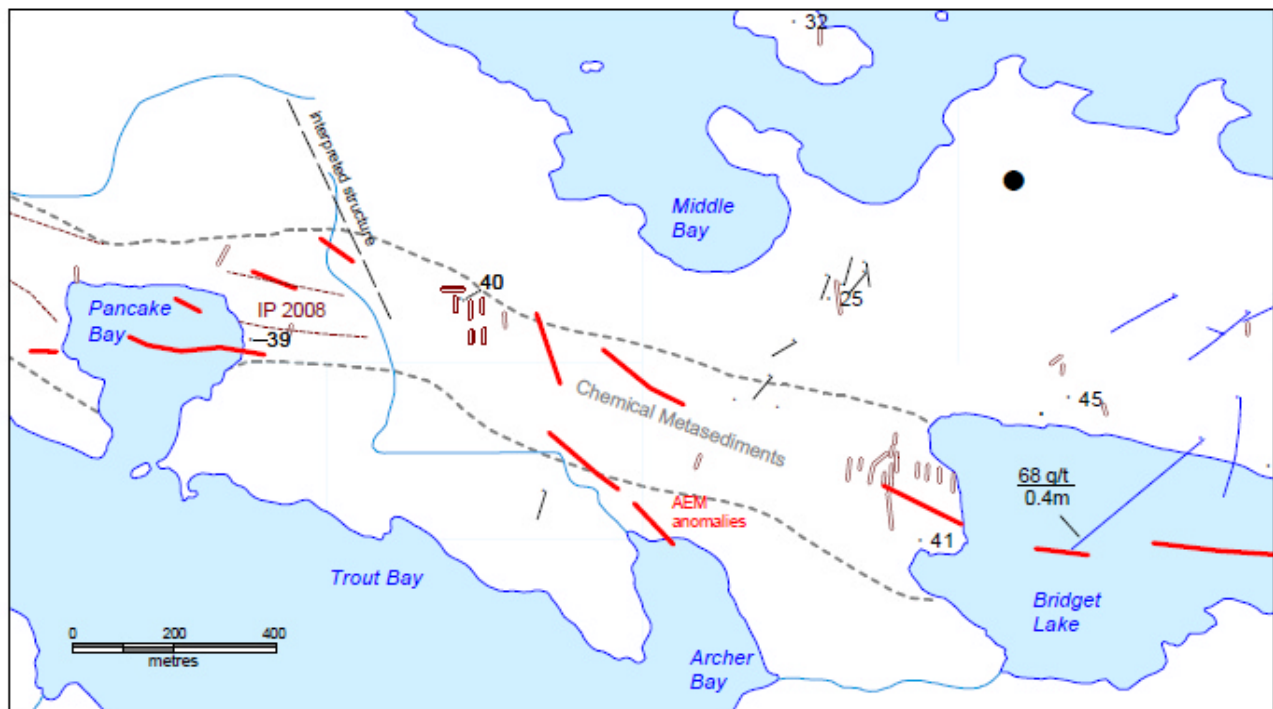 32
interpreted structure
Middle
Bay
40
25
Pancake
Bay
IP 2008
39
Chemical Metasediments
45
68 g/t
0.4m
AEM
anomalies
41
Trout Bay
Bridget
Lake
0 200 400
metres
Archer
Bay